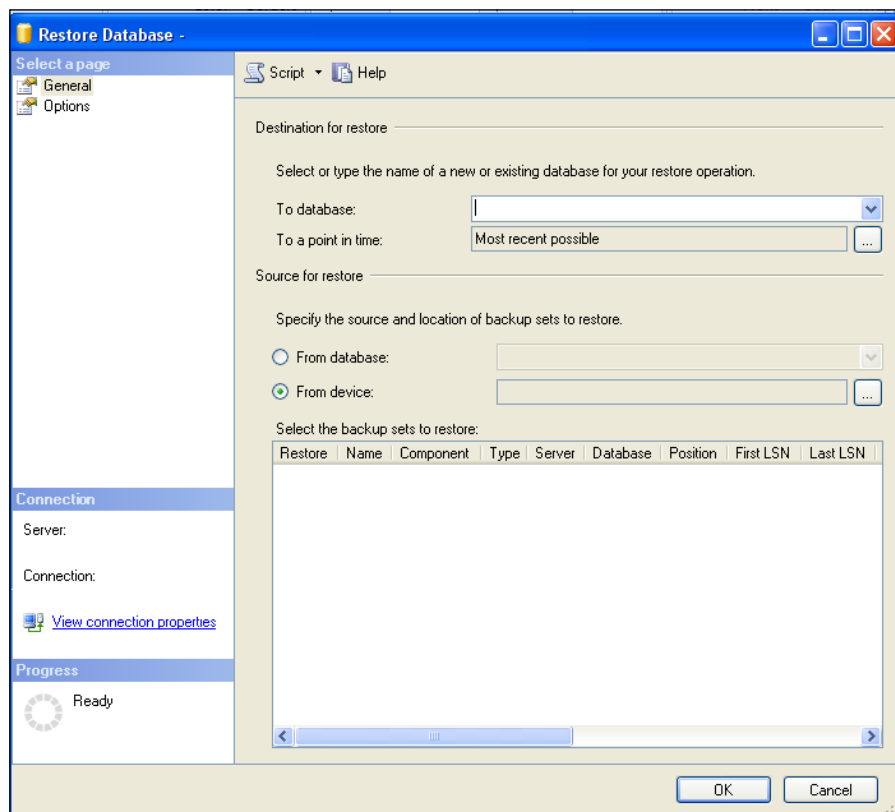 Restore Database -
Select a page
General
Options
Script Help
Destination for restore
Select or type the name of a new or existing database for your restore operation.
To database:
To a point in time: Most recent possible ...
Source for restore
Specify the source and location of backup sets to restore.
From database:
From device: ...
Select the backup sets to restore:
Restore Name Component Type Server Database Position First LSN Last LSN
Connection
Server:
Connection:
View connection properties
Progress
Ready
OK Cancel